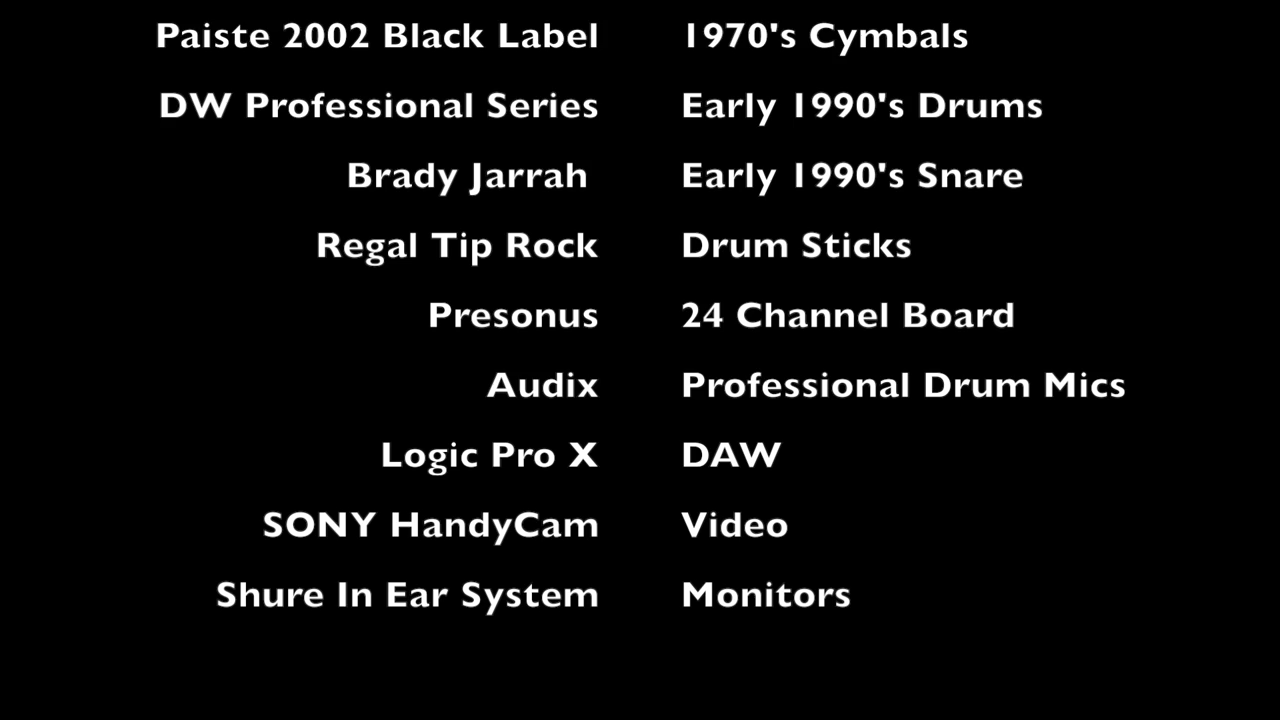 Paiste 2002 Black Label 1970's Cymbals
DW Professional Series Early 1990's Drums
Brady Jarrah Early 1990's Snare
Regal Tip Rock Drum Sticks
Presonus 24 Channel Board
Audix Professional Drum Mics
Logic Pro X DAW
SONY HandyCam Video
Shure In Ear System Monitors